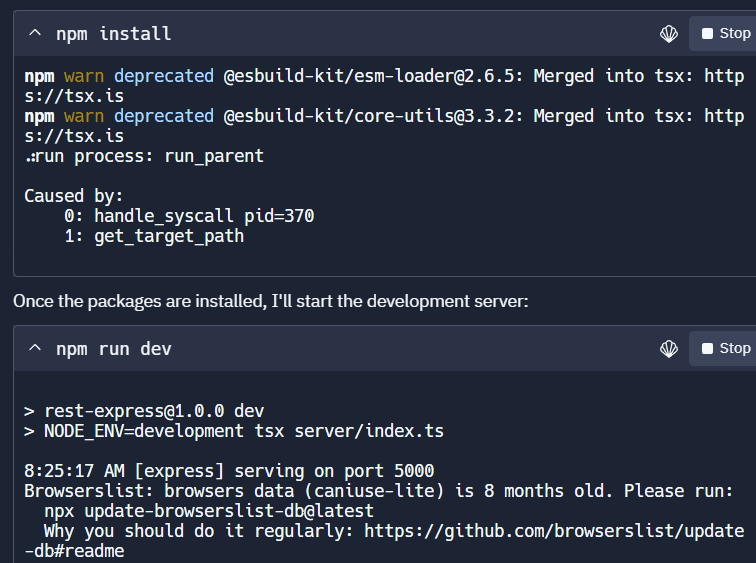 npm install
Stop
npm warn deprecated @esbuild-kit/esm-loader@2.6.5: Merged into tsx: http
s://tsx.is
npm warn deprecated @esbuild-kit/core-utils@3.3.2: Merged into tsx: http
s://tsx.is
⠴run process: run_parent
Caused by:
0: handle_syscall pid=370
1: get_target_path
Once the packages are installed, I'll start the development server:
npm run dev
Stop
> rest-express@1.0.0 dev
> NODE_ENV=development tsx server/index.ts
8:25:17 AM [express] serving on port 5000
Browserslist: browsers data (caniuse-lite) is 8 months old. Please run:
npx update-browserslist-db@latest
Why you should do it regularly: https://github.com/browserslist/update
-db#readme